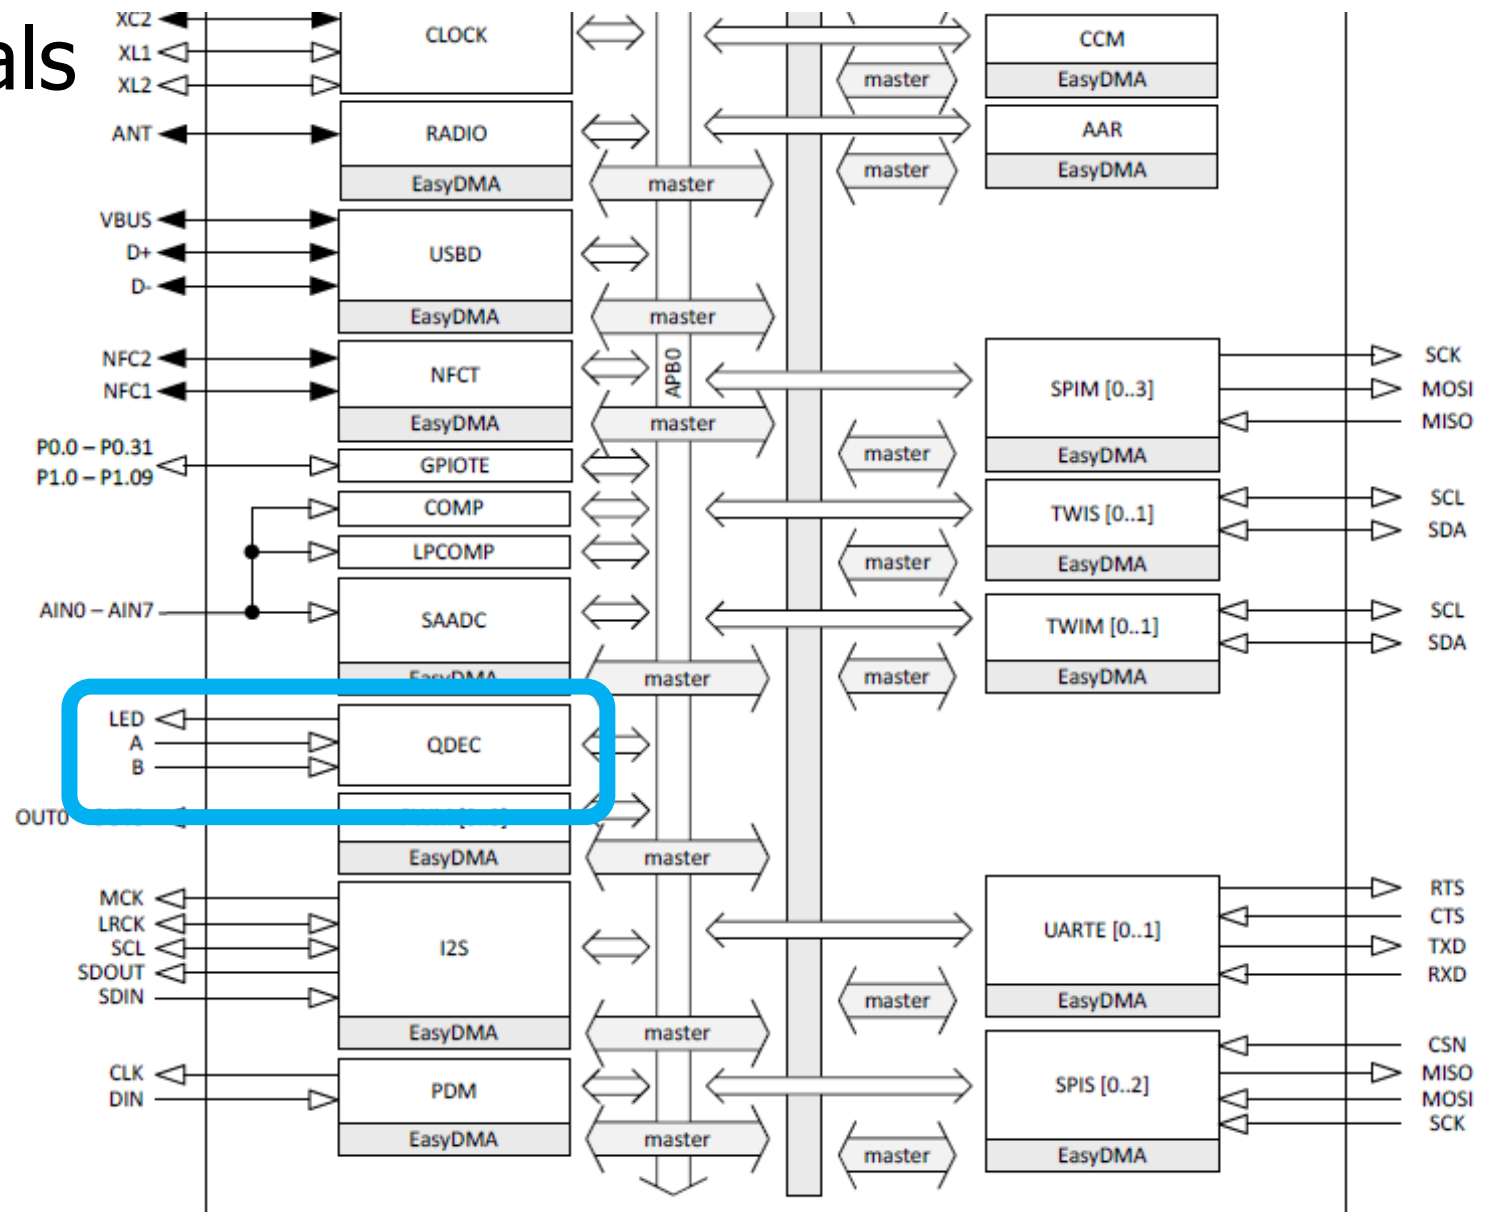 als
XC2
XL1
XL2
CLOCK
ANT
RADIO
EasyDMA
master
VBUS
D+
D-
USBD
EasyDMA
master
NFC2
NFC1
NFCT
EasyDMA
master
P0.0 – P0.31
P1.0 – P1.09
GPIOTE
COMP
LPCOMP
AIN0 – AIN7
SAADC
EasyDMA
master
LED
A
B
QDEC
OUT0
EasyDMA
master
MCK
LRCK
SCL
SDOUT
SDIN
I2S
EasyDMA
master
CLK
DIN
PDM
EasyDMA
master
APB0
CCM
EasyDMA
master
AAR
EasyDMA
master
SPIM [0..3]
EasyDMA
master
SCK
MOSI
MISO
TWIS [0..1]
EasyDMA
master
SCL
SDA
TWIM [0..1]
EasyDMA
master
SCL
SDA
UARTE [0..1]
EasyDMA
master
RTS
CTS
TXD
RXD
SPIS [0..2]
EasyDMA
master
CSN
MISO
MOSI
SCK